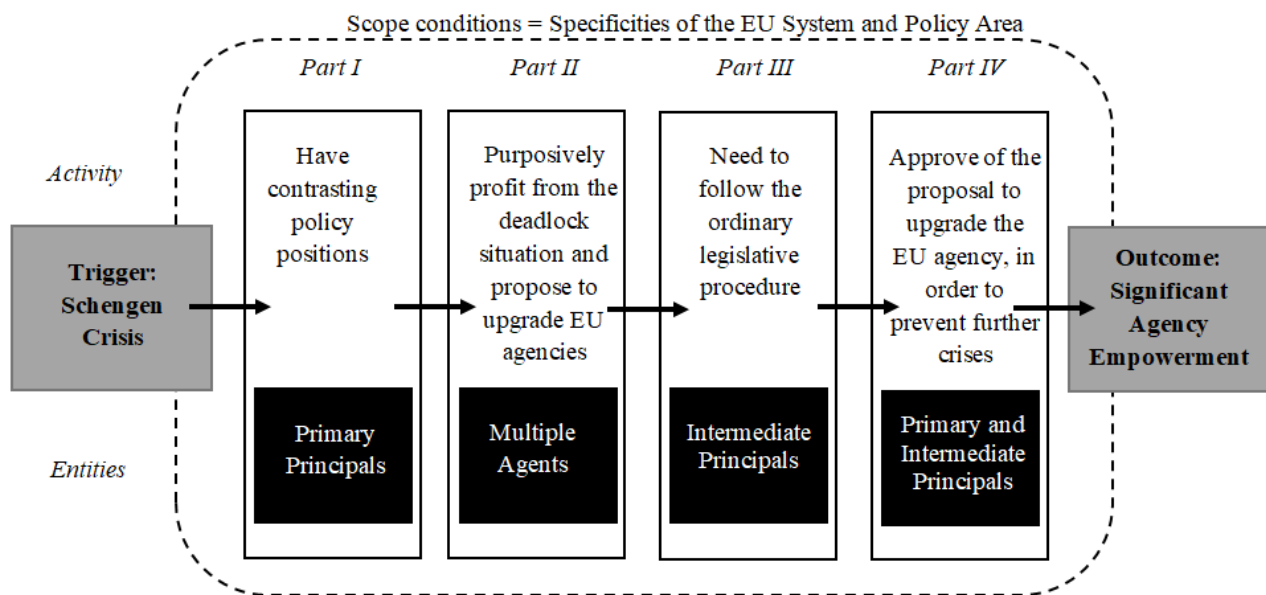 Scope conditions = Specificities of the EU System and Policy Area
Part I
Part II
Part III
Part IV
Activity
Entities
Trigger:
Schengen
Crisis
Have
contrasting
policy
positions
Primary
Principals
Purposively
profit from the
deadlock
situation and
propose to
upgrade EU
agencies
Multiple
Agents
Need to
follow the
ordinary
legislative
procedure
Intermediate
Principals
Approve of the
proposal to
upgrade the
EU agency, in
order to
prevent further
crises
Primary and
Intermediate
Principals
Outcome:
Significant
Agency
Empowerment